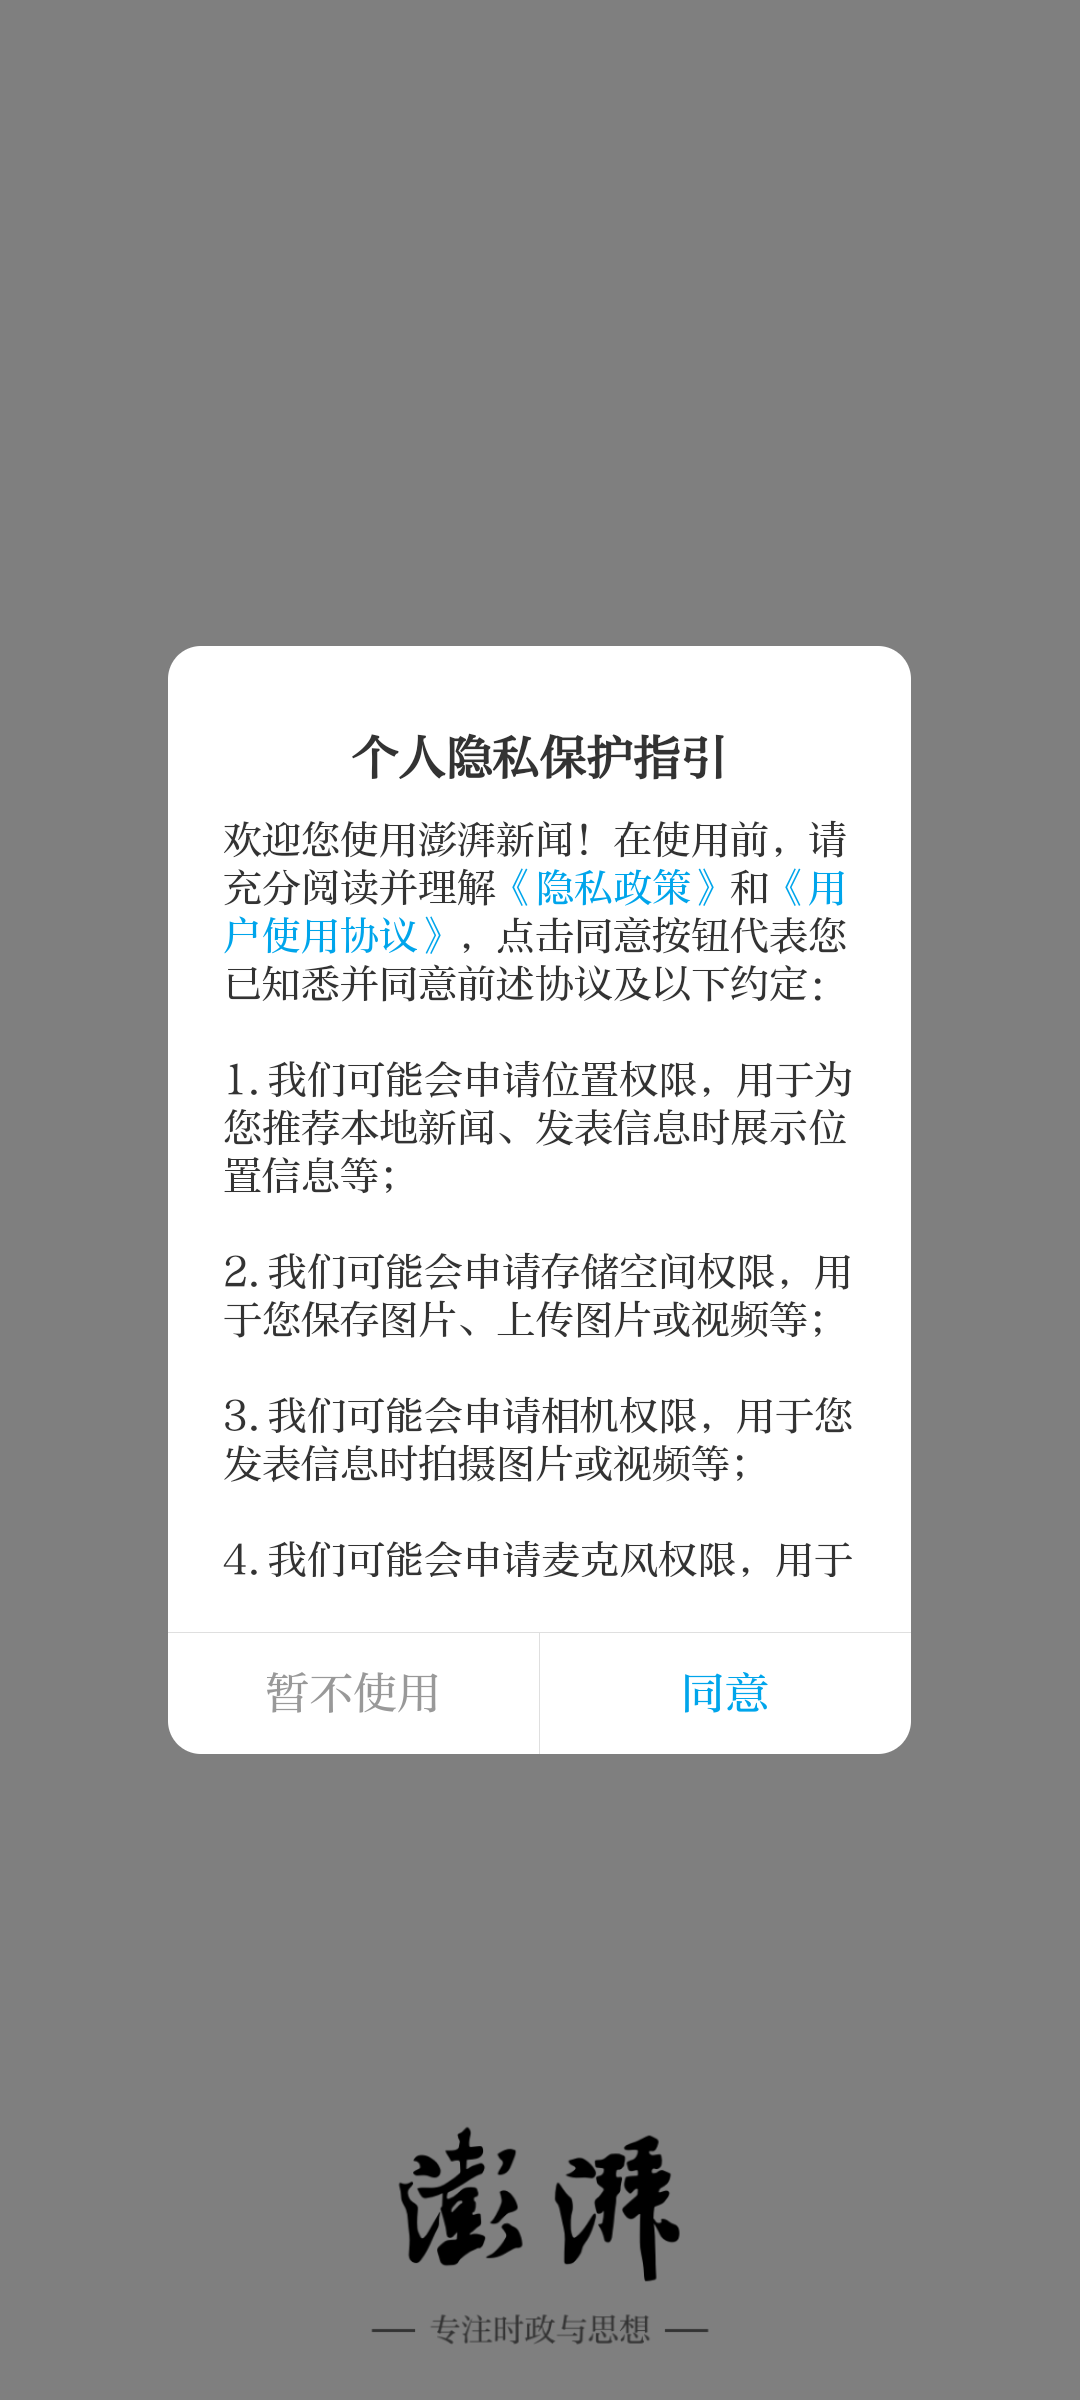 个人隐私保护指引
欢迎您使用澎湃新闻！在使用前，请
充分阅读并理解《隐私政策》和《用
户使用协议》，点击同意按钮代表您
已知悉并同意前述协议及以下约定：
1. 我们可能会申请位置权限，用于为
您推荐本地新闻、发表信息时展示位
置信息等；
2. 我们可能会申请存储空间权限，用
于您保存图片、上传图片或视频等；
3. 我们可能会申请相机权限，用于您
发表信息时拍摄图片或视频等；
4. 我们可能会申请麦克风权限，用于
暂不使用 同意
澎湃
专注时政与思想